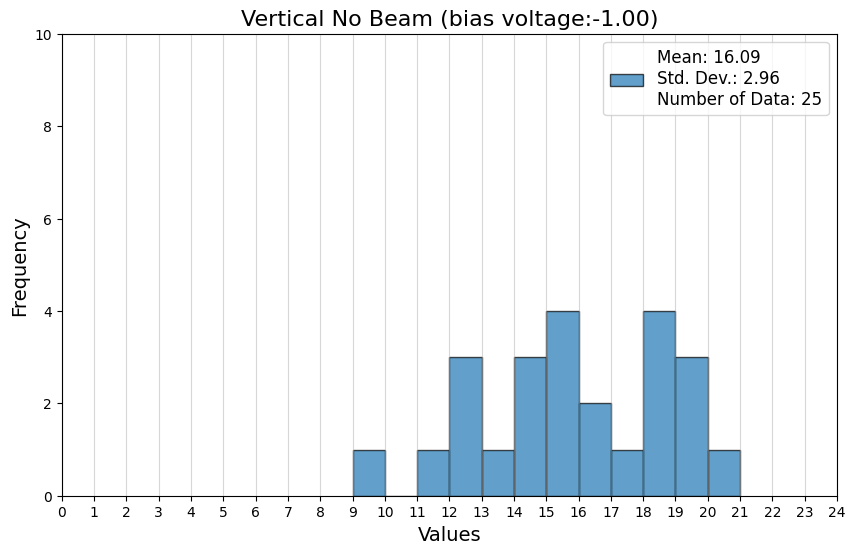 Vertical No Beam (bias voltage:-1.00)
10
8
6
4
2
0
Frequency
Mean: 16.09
Std. Dev.: 2.96
Number of Data: 25
0 1 2 3 4 5 6 7 8 9 10 11 12 13 14 15 16 17 18 19 20 21 22 23 24
Values